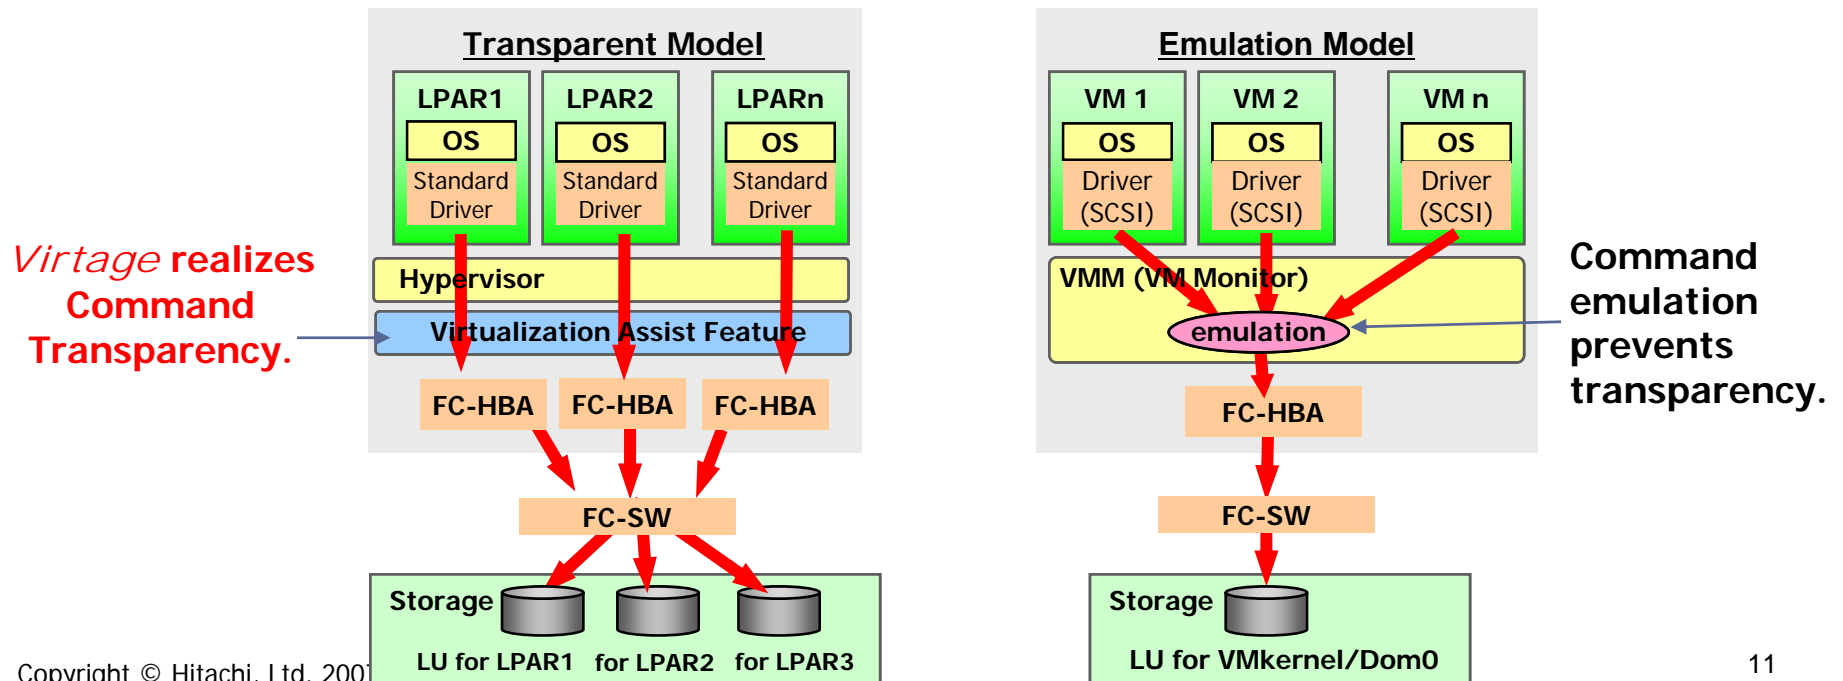 Transparent Model
LPAR1
OS
Standard
Driver
LPAR2
OS
Standard
Driver
LPARn
OS
Standard
Driver
Hypervisor
Virtualization Assist Feature
FC-HBA
FC-HBA
FC-HBA
FC-SW
Storage
LU for LPAR1
for LPAR2
for LPAR3
Virtage realizes
Command
Transparency.
Emulation Model
VM 1
OS
Driver
(SCSI)
VM 2
OS
Driver
(SCSI)
VM n
OS
Driver
(SCSI)
VMM (VM Monitor)
emulation
FC-HBA
FC-SW
Storage
LU for VMkernel/Dom0
Command
emulation
prevents
transparency.
Copyright © Hitachi, Ltd. 2007
11